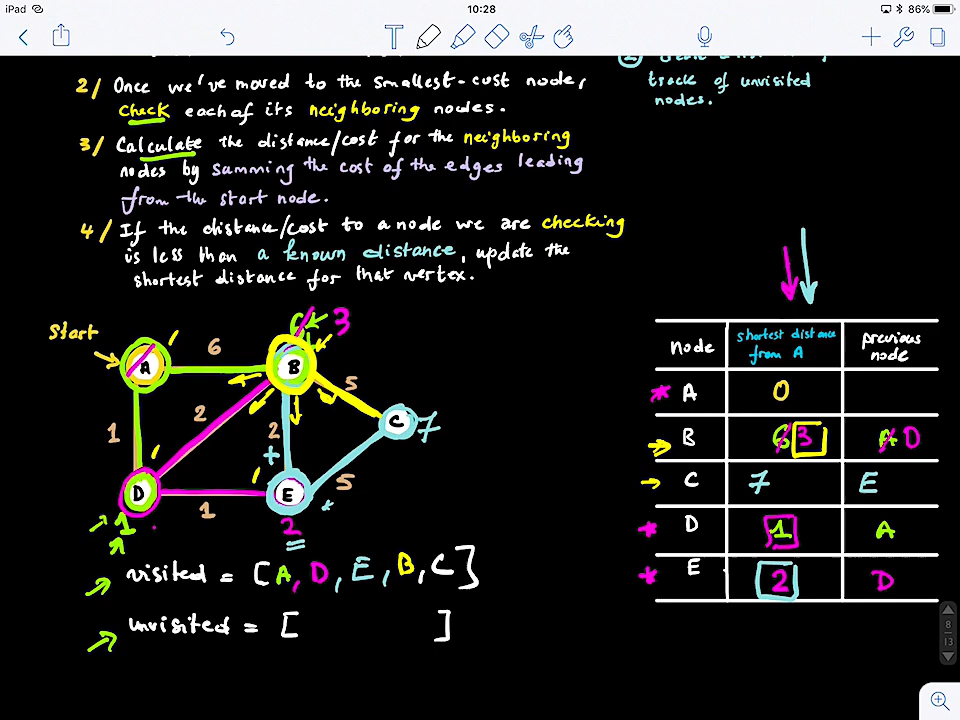 iPad
10:28
86%
2/ Once we've moved to the smallest-cost node,
check each of its neighboring nodes.
3/ Calculate the distance/cost for the neighboring
nodes by summing the cost of the edges leading
from the start node.
4/ If the distance/cost to a node we are checking
is less than a known distance, update the
shortest distance for that vertex.
track of unvisited
nodes.
Start
A
6
B
6 3
5
C
7
1
2
2
+
5
D
1
1
E
2
*
visited = [A, D, E, B, C]
unvisited = [ ]
Node shortest distance from A previous node
* A 0
→ B 6 3 A D
→ C 7 E
* D 1 A
* E 2 D
8
13